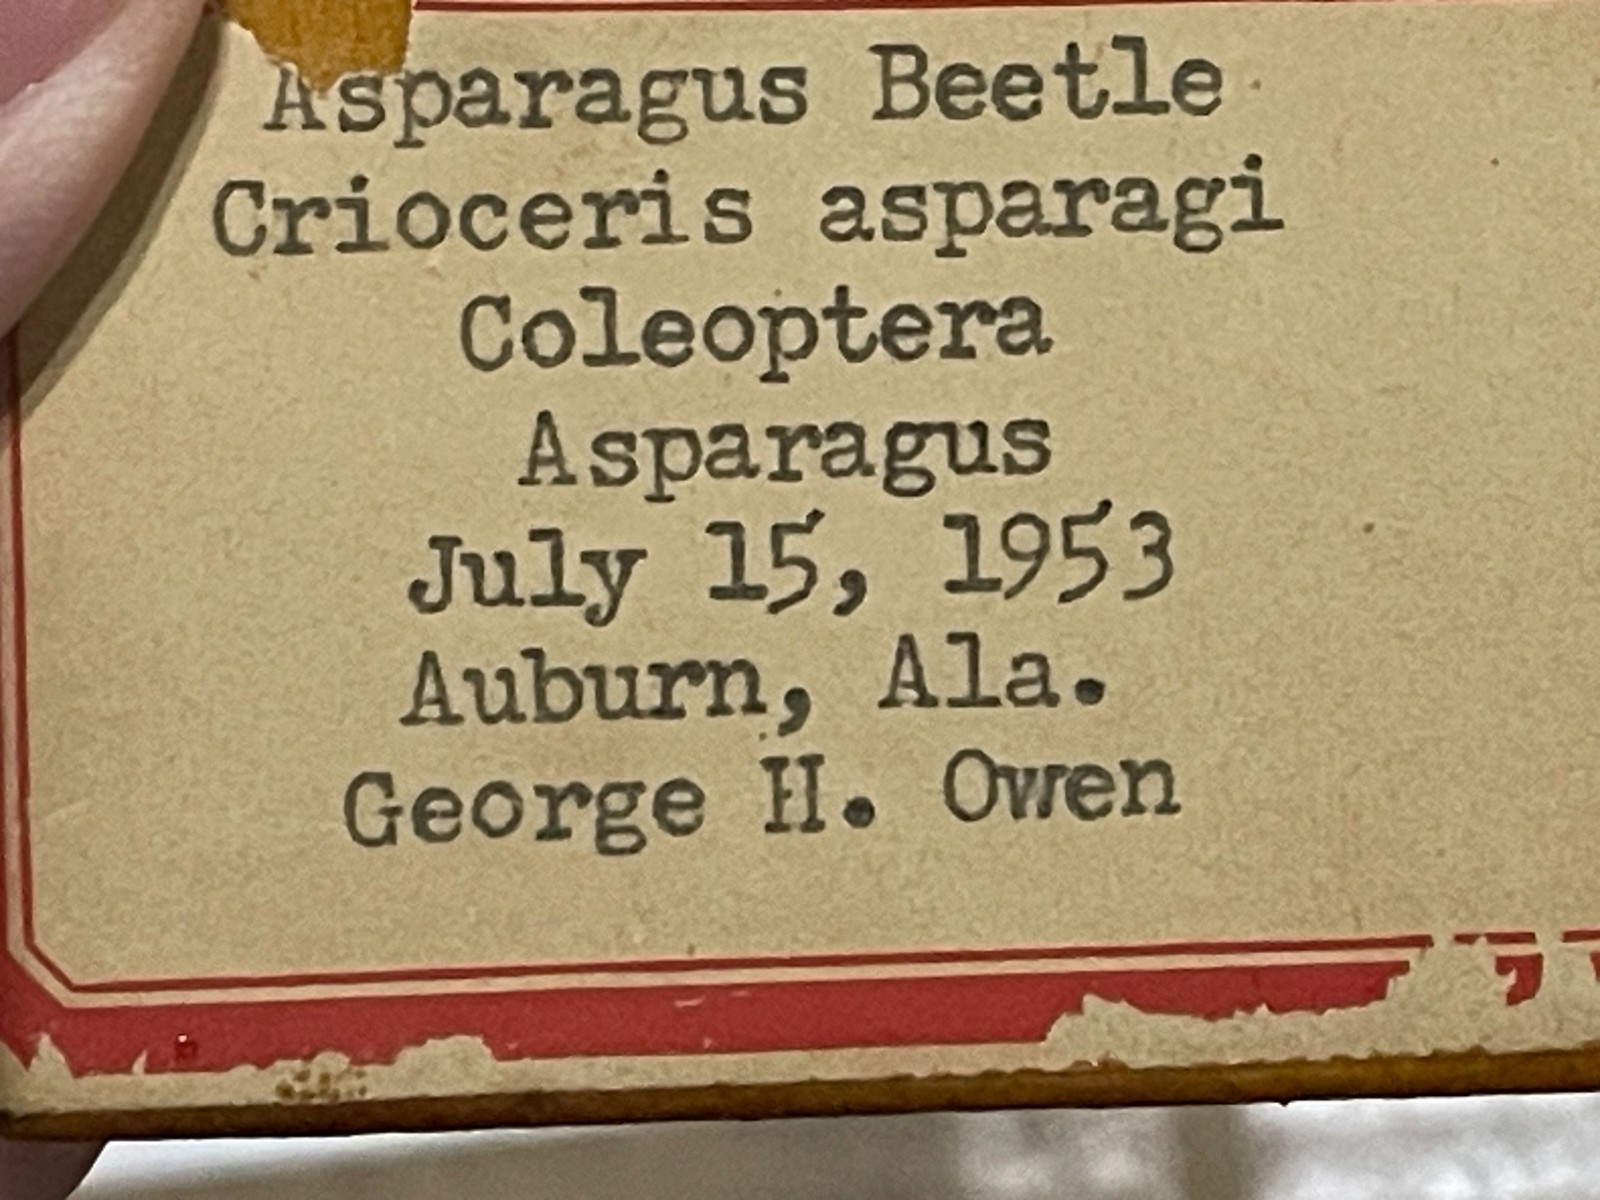 Asparagus Beetle
Crioceris asparagi
Coleoptera
Asparagus
July 15, 1953
Auburn, Ala.
George H. Owen